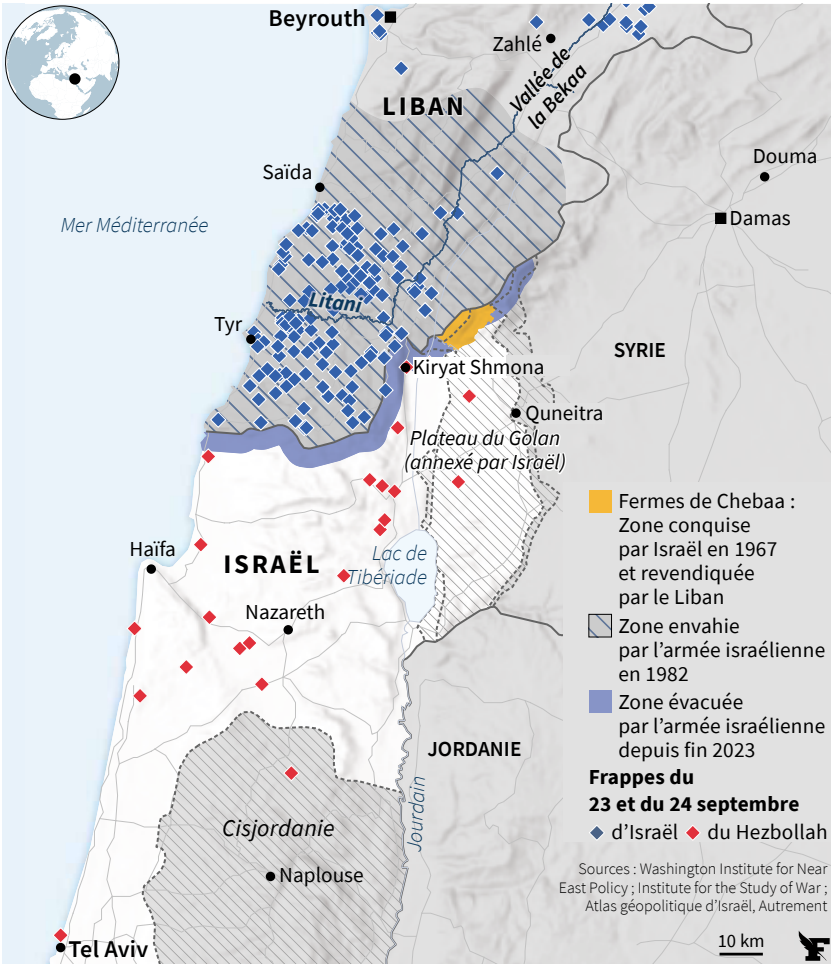 Beyrouth
Zahlé
Vallée de
la Bekaa
LIBAN
Douma
Saïda
Damas
Mer Méditerranée
Litani
Tyr
SYRIE
Kiryat Shmona
Quneitra
Plateau du Golan
(annexé par Israël)
Haïfa
ISRAËL
Lac de
Tibériade
Nazareth
JORDANIE
Jourdain
Cisjordanie
Naplouse
Tel Aviv
Fermes de Chebaa :
Zone conquise
par Israël en 1967
et revendiquée
par le Liban
Zone envahie
par l'armée israélienne
en 1982
Zone évacuée
par l'armée israélienne
depuis fin 2023
Frappes du
23 et du 24 septembre
d'Israël du Hezbollah
Sources : Washington Institute for Near
East Policy ; Institute for the Study of War ;
Atlas géopolitique d'Israël, Autrement
10 km
F